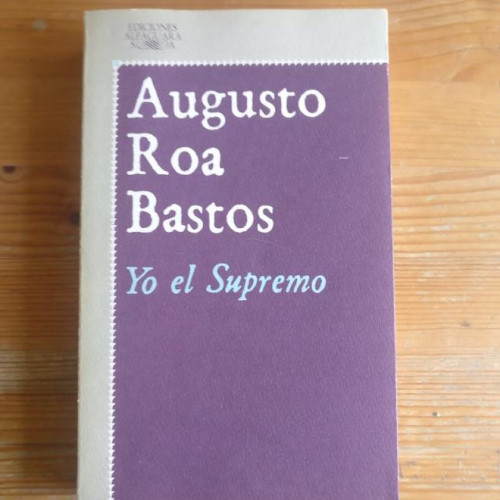 EDICIONES
ALFAGUARA
Augusto
Roa
Bastos
Yo el Supremo